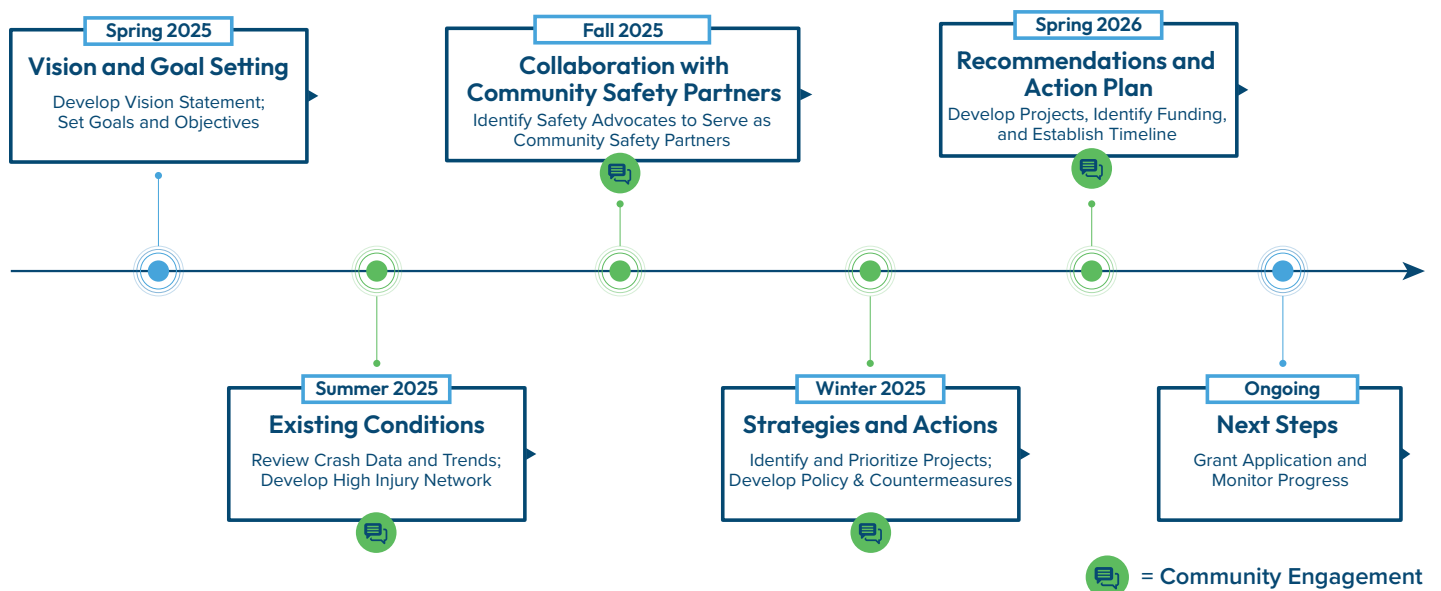 Spring 2025
Vision and Goal Setting
Develop Vision Statement;
Set Goals and Objectives
Summer 2025
Existing Conditions
Review Crash Data and Trends;
Develop High Injury Network
Fall 2025
Collaboration with
Community Safety Partners
Identify Safety Advocates to Serve as
Community Safety Partners
Winter 2025
Strategies and Actions
Identify and Prioritize Projects;
Develop Policy & Countermeasures
Spring 2026
Recommendations and
Action Plan
Develop Projects, Identify Funding,
and Establish Timeline
Ongoing
Next Steps
Grant Application and
Monitor Progress
= Community Engagement